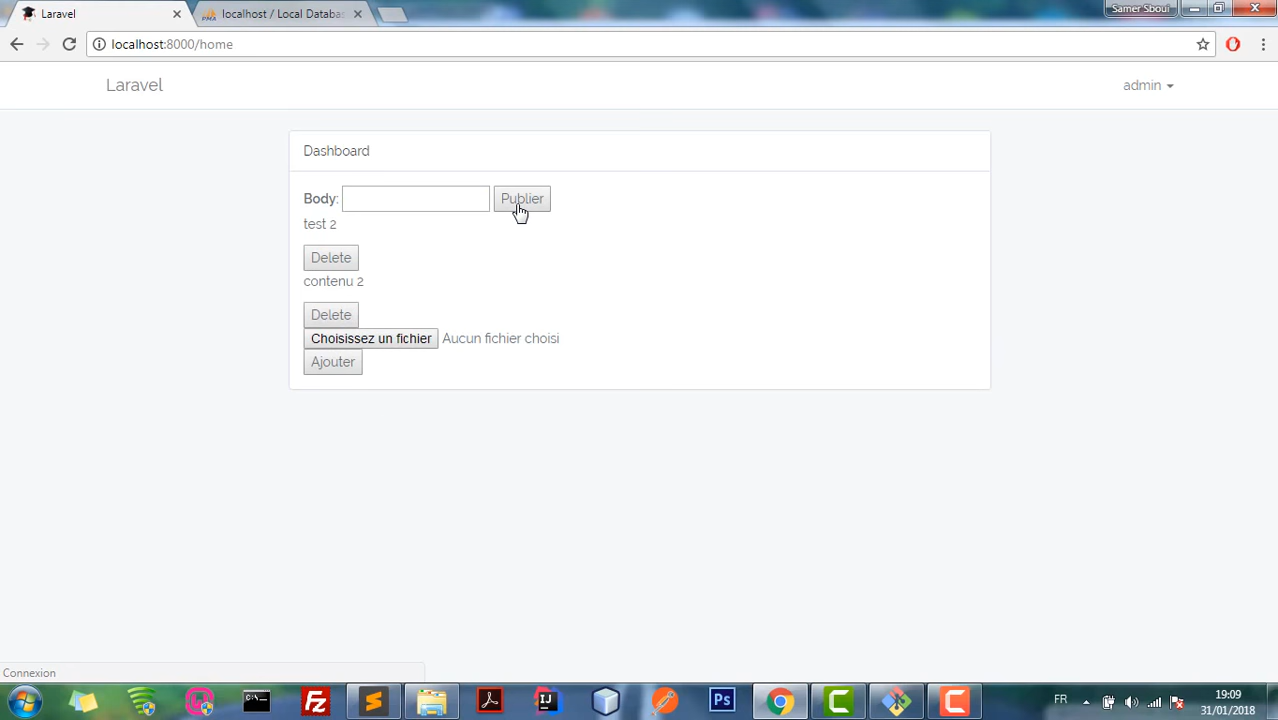 Laravel
localhost / Local Databas
Samer Sboui
localhost:8000/home
Laravel
admin
Dashboard
Body: Publier
test 2
Delete
contenu 2
Delete
Choisissez un fichier Aucun fichier choisi
Ajouter
Connexion
FR
19:09
31/01/2018